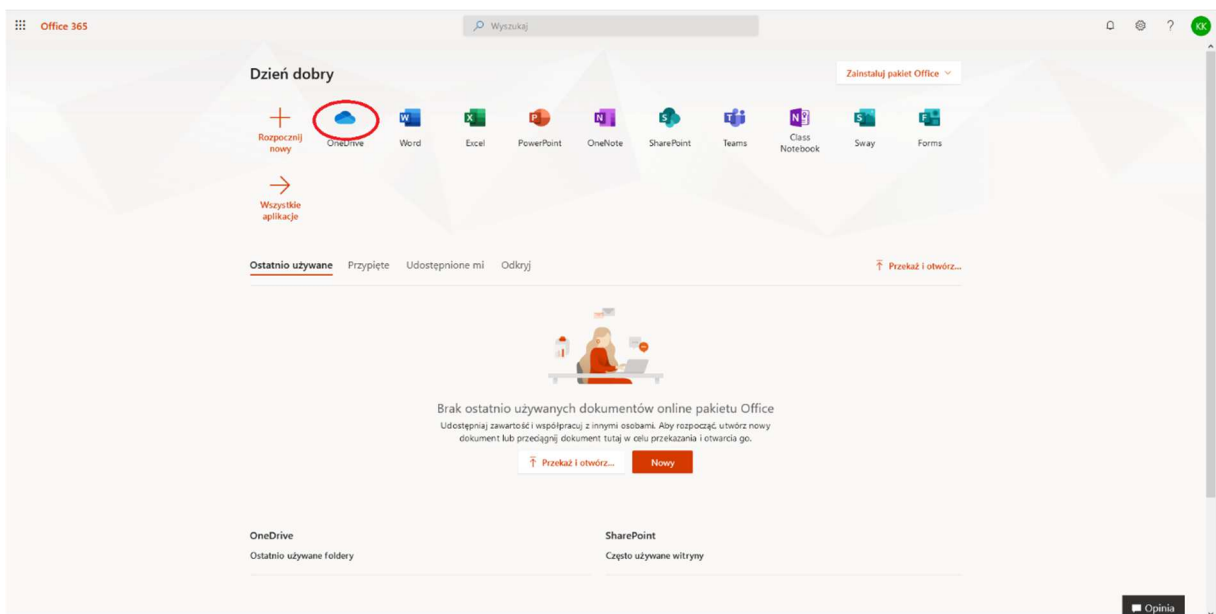 Office 365
Wyszukaj
KK
Dzień dobry
Zainstaluj pakiet Office
Rozpocznij
nowy
OneDrive
Word
Excel
PowerPoint
OneNote
SharePoint
Teams
Class
Notebook
Sway
Forms
Wszystkie
aplikacje
Ostatnio używane Przypięte Udostępnione mi Odkryj
Przekaż i otwórz...
Brak ostatnio używanych dokumentów online pakietu Office
Udostępniaj zawartość i współpracuj z innymi osobami. Aby rozpocząć, utwórz nowy
dokument lub przeciągnij dokument tutaj w celu przekazania i otwarcia go.
Przekaż i otwórz...
Nowy
OneDrive
Ostatnio używane foldery
SharePoint
Często używane witryny
Opinia